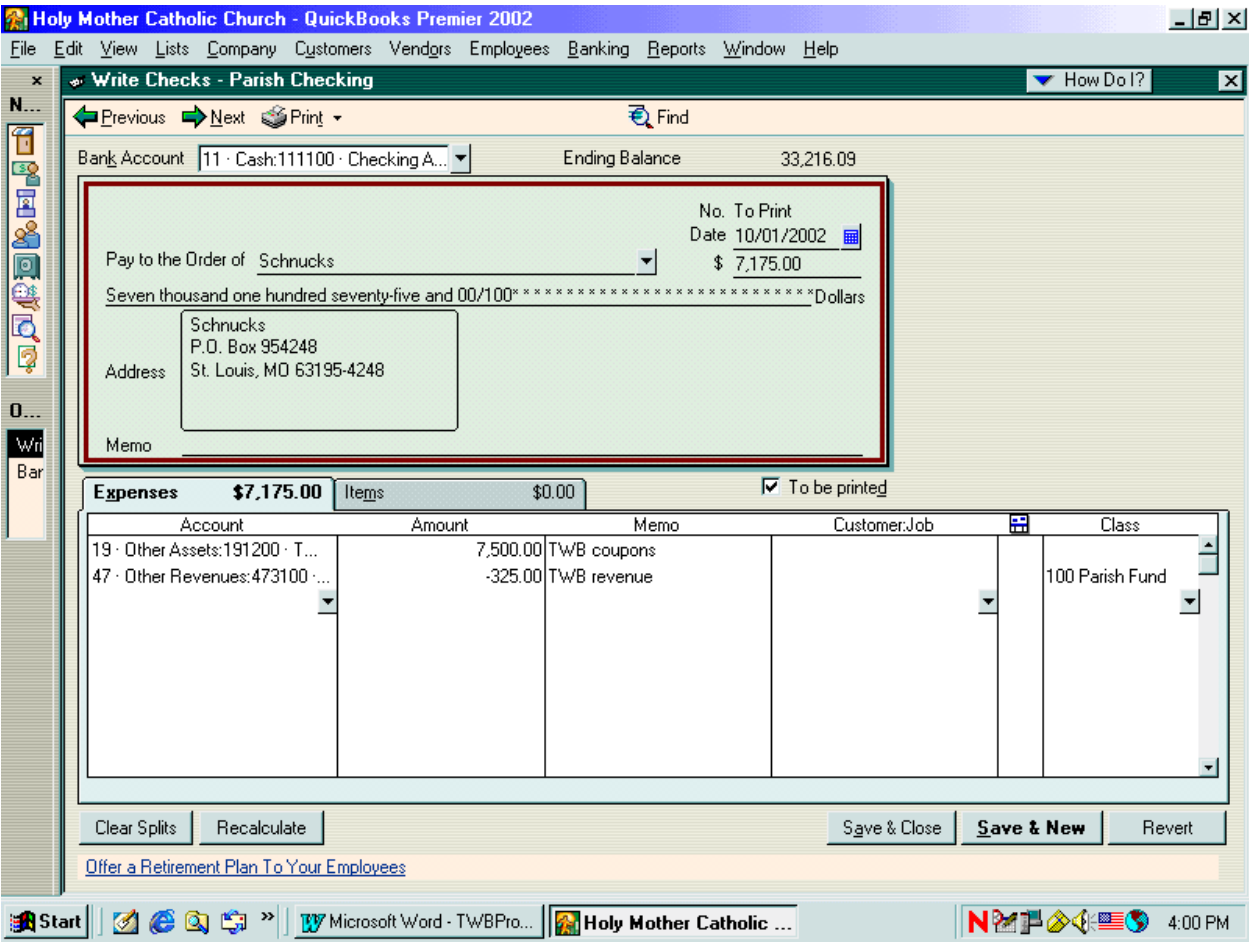 Holy Mother Catholic Church - QuickBooks Premier 2002
File Edit View Lists Company Customers Vendors Employees Banking Reports Window Help
Write Checks - Parish Checking How Do I?
N...
Previous Next Print Find
Bank Account 11 · Cash:111100 · Checking A... Ending Balance 33,216.09
No. To Print
Date 10/01/2002
Pay to the Order of Schnucks $ 7,175.00
Seven thousand one hundred seventy-five and 00/100* * * * * * * * * * * * * * * * * * * * * * * * * * * * * *Dollars
Schnucks
P.O. Box 954248
Address St. Louis, MO 63195-4248
O...
Wri
Memo
Bar
Expenses $7,175.00 Items $0.00 To be printed
Account Amount Memo Customer:Job Class
19 · Other Assets:191200 · T... 7,500.00 TWB coupons
47 · Other Revenues:473100 ·... -325.00 TWB revenue 100 Parish Fund
Clear Splits Recalculate Save & Close Save & New Revert
Offer a Retirement Plan To Your Employees
Start » Microsoft Word - TWBPro... Holy Mother Catholic ... N 4:00 PM